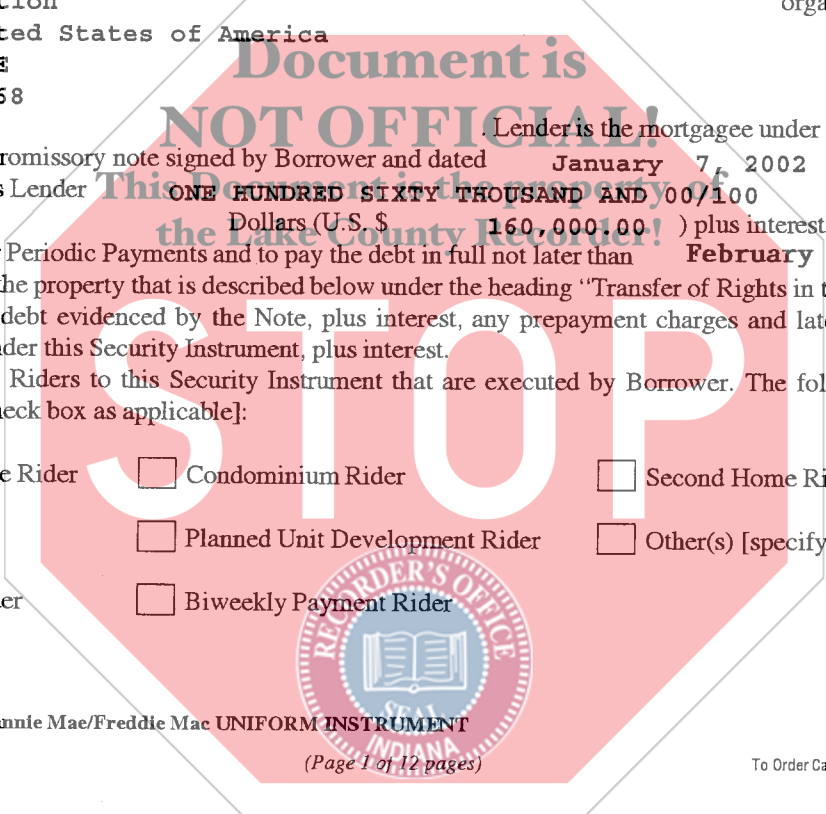 ted States of America
orga
E
68
Document is
NOT OFFICIAL!
. Lender is the mortgagee under
romissory note signed by Borrower and dated January 7, 2002
s Lender ONE HUNDRED SIXTY THOUSAND AND 00/100
This Document is the property of
Dollars (U.S. $ 160,000.00 ) plus interest
the Lake County Recorder!
Periodic Payments and to pay the debt in full not later than February
he property that is described below under the heading "Transfer of Rights in t
debt evidenced by the Note, plus interest, any prepayment charges and late
der this Security Instrument, plus interest.
Riders to this Security Instrument that are executed by Borrower. The fol
eck box as applicable]:
STOP
e Rider Condominium Rider Second Home Ri
Planned Unit Development Rider Other(s) [specify
er Biweekly Payment Rider
RECORDER'S OFFICE
SEAL
INDIANA
nnie Mae/Freddie Mac UNIFORM INSTRUMENT
(Page 1 of 12 pages)
To Order Ca